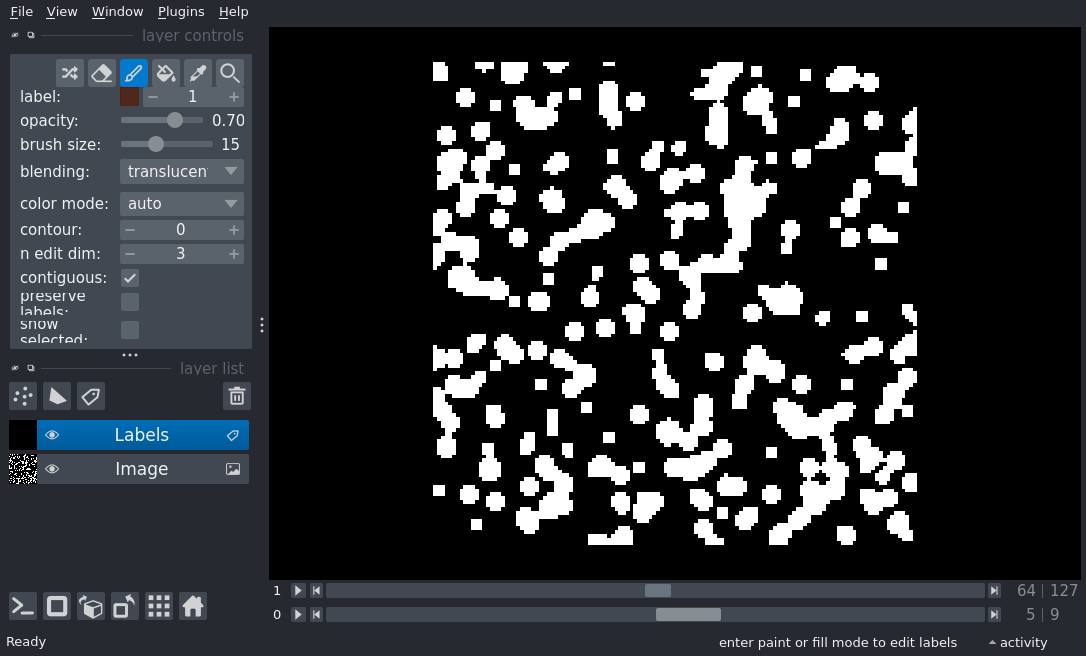 File View Window Plugins Help
layer controls
label: 1
opacity: 0.70
brush size: 15
blending: translucen
color mode: auto
contour: 0
n edit dim: 3
contiguous:
preserve
labels:
show
selected:
layer list
Labels
Image
1 64 127
0 5 9
Ready enter paint or fill mode to edit labels activity